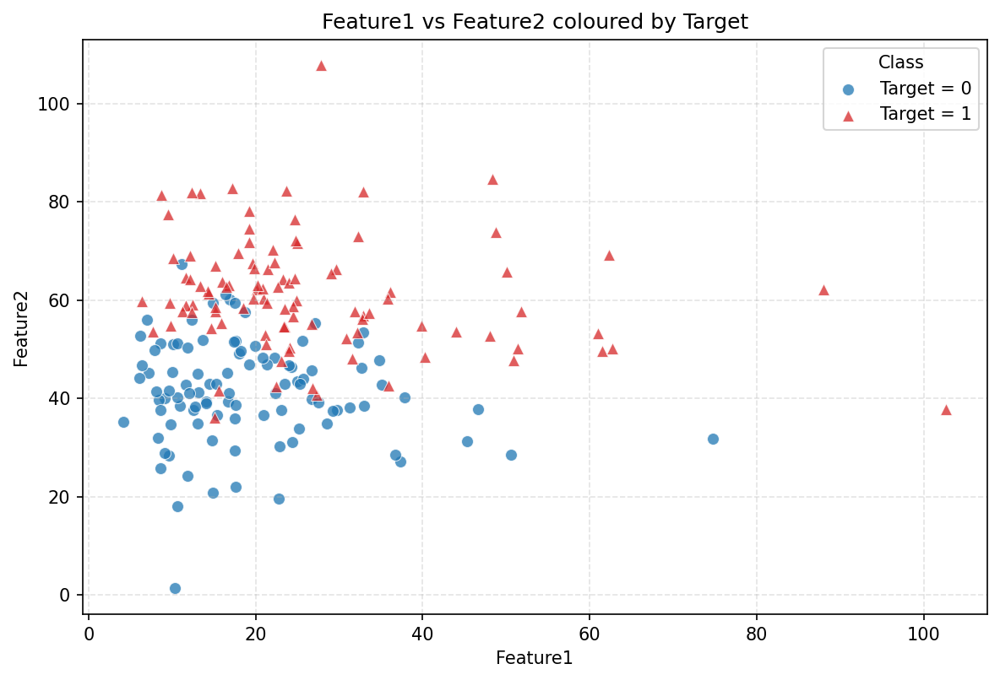 Feature1 vs Feature2 coloured by Target
Class
Target = 0
Target = 1
Feature2
100
80
60
40
20
0
0 20 40 60 80 100
Feature1